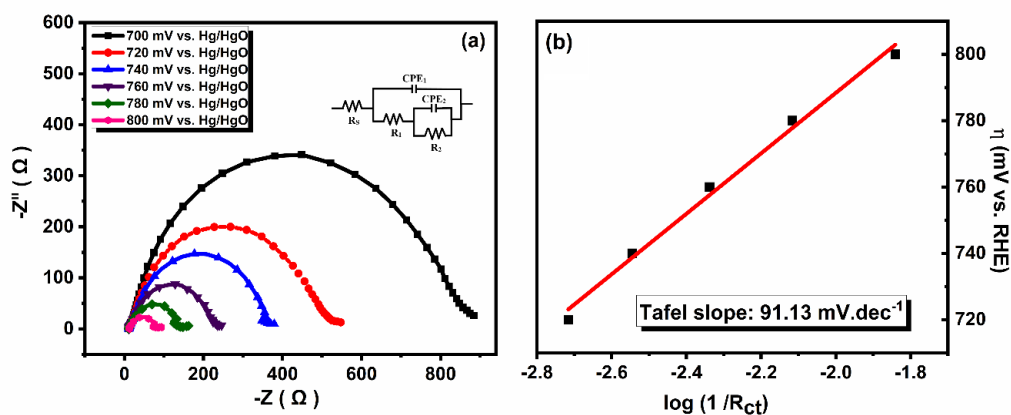 (a)
700 mV vs. Hg/HgO
720 mV vs. Hg/HgO
740 mV vs. Hg/HgO
760 mV vs. Hg/HgO
780 mV vs. Hg/HgO
800 mV vs. Hg/HgO
CPE1
CPE2
RS
R1
R2
600
500
400
300
200
100
0
-Z'' ( Ω )
0 200 400 600 800
-Z ( Ω )
(b)
800
780
760
740
720
η (mV vs. RHE)
Tafel slope: 91.13 mV.dec-1
-2.8 -2.6 -2.4 -2.2 -2.0 -1.8
log (1 /Rct)